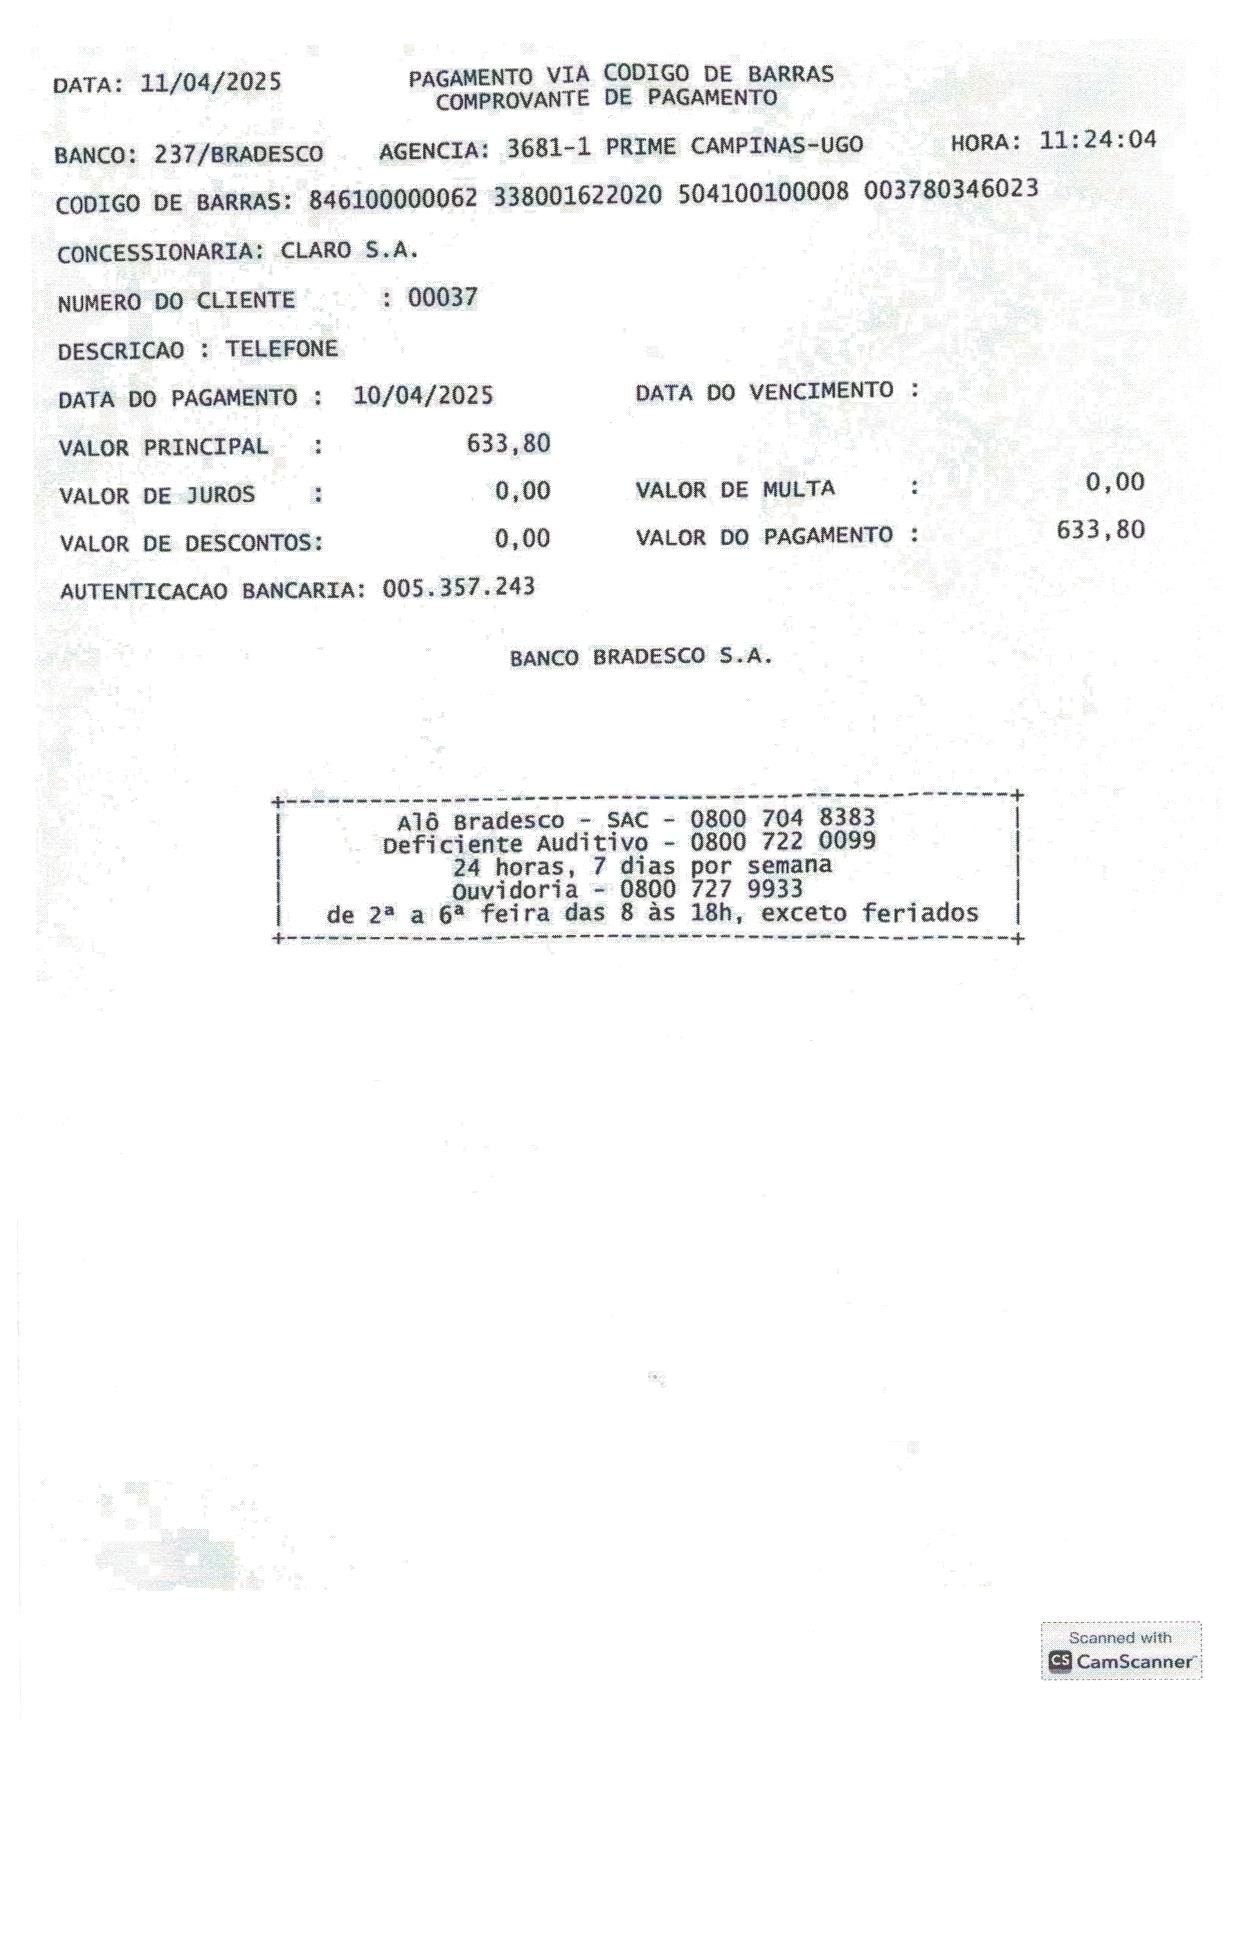 DATA: 11/04/2025 PAGAMENTO VIA CODIGO DE BARRAS
COMPROVANTE DE PAGAMENTO
BANCO: 237/BRADESCO AGENCIA: 3681-1 PRIME CAMPINAS-UGO HORA: 11:24:04
CODIGO DE BARRAS: 846100000062 338001622020 504100100008 003780346023
CONCESSIONARIA: CLARO S.A.
NUMERO DO CLIENTE : 00037
DESCRICAO : TELEFONE
DATA DO PAGAMENTO : 10/04/2025 DATA DO VENCIMENTO :
VALOR PRINCIPAL : 633,80
VALOR DE JUROS : 0,00 VALOR DE MULTA : 0,00
VALOR DE DESCONTOS: 0,00 VALOR DO PAGAMENTO : 633,80
AUTENTICACAO BANCARIA: 005.357.243
BANCO BRADESCO S.A.
Alô Bradesco - SAC - 0800 704 8383
Deficiente Auditivo - 0800 722 0099
24 horas, 7 dias por semana
Ouvidoria - 0800 727 9933
de 2ª a 6ª feira das 8 às 18h, exceto feriados
Scanned with
CS CamScanner